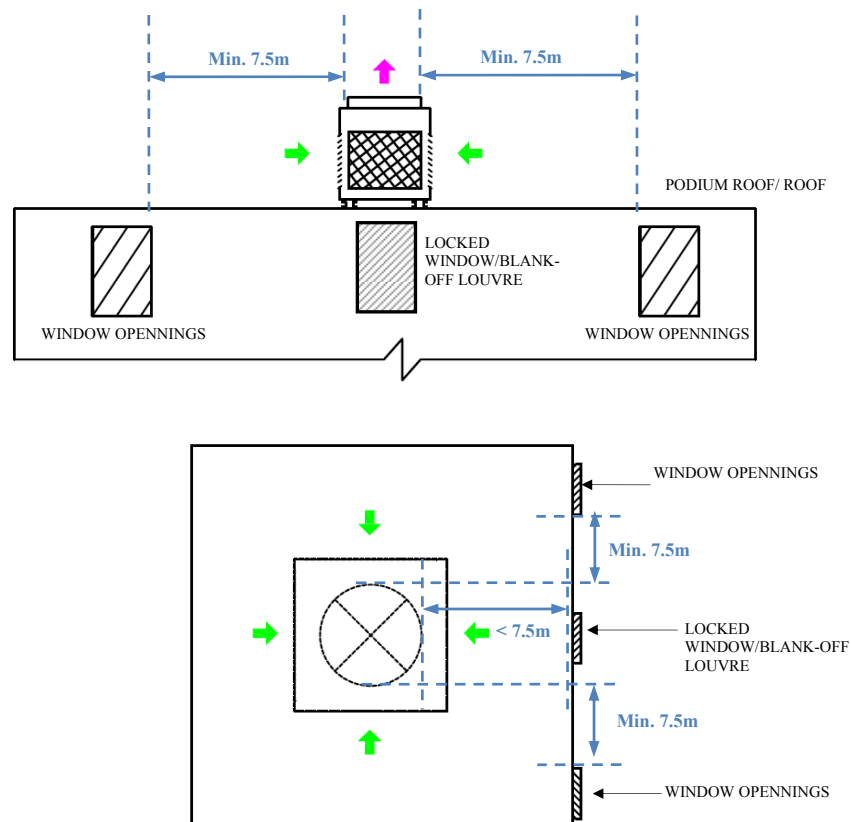 Min. 7.5m
Min. 7.5m
PODIUM ROOF/ ROOF
LOCKED
WINDOW/BLANK-
OFF LOUVRE
WINDOW OPENNINGS
WINDOW OPENNINGS
WINDOW OPENNINGS
Min. 7.5m
< 7.5m
LOCKED
WINDOW/BLANK-OFF
LOUVRE
Min. 7.5m
WINDOW OPENNINGS